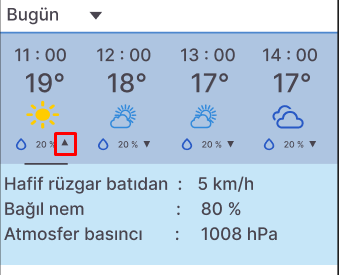 Bugün
11 : 00 12 : 00 13 : 00 14 : 00
19° 18° 17° 17°
20 % 20 % 20 % 20 %
Hafif rüzgar batıdan : 5 km/h
Bağıl nem : 80 %
Atmosfer basıncı : 1008 hPa